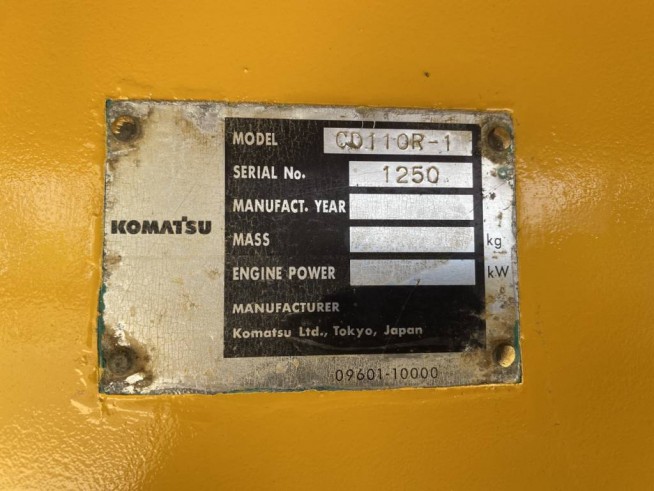 KOMATSU
MODEL CD110R-1
SERIAL No. 1250
MANUFACT. YEAR
MASS kg
ENGINE POWER kW
MANUFACTURER
Komatsu Ltd., Tokyo, Japan
09601-10000